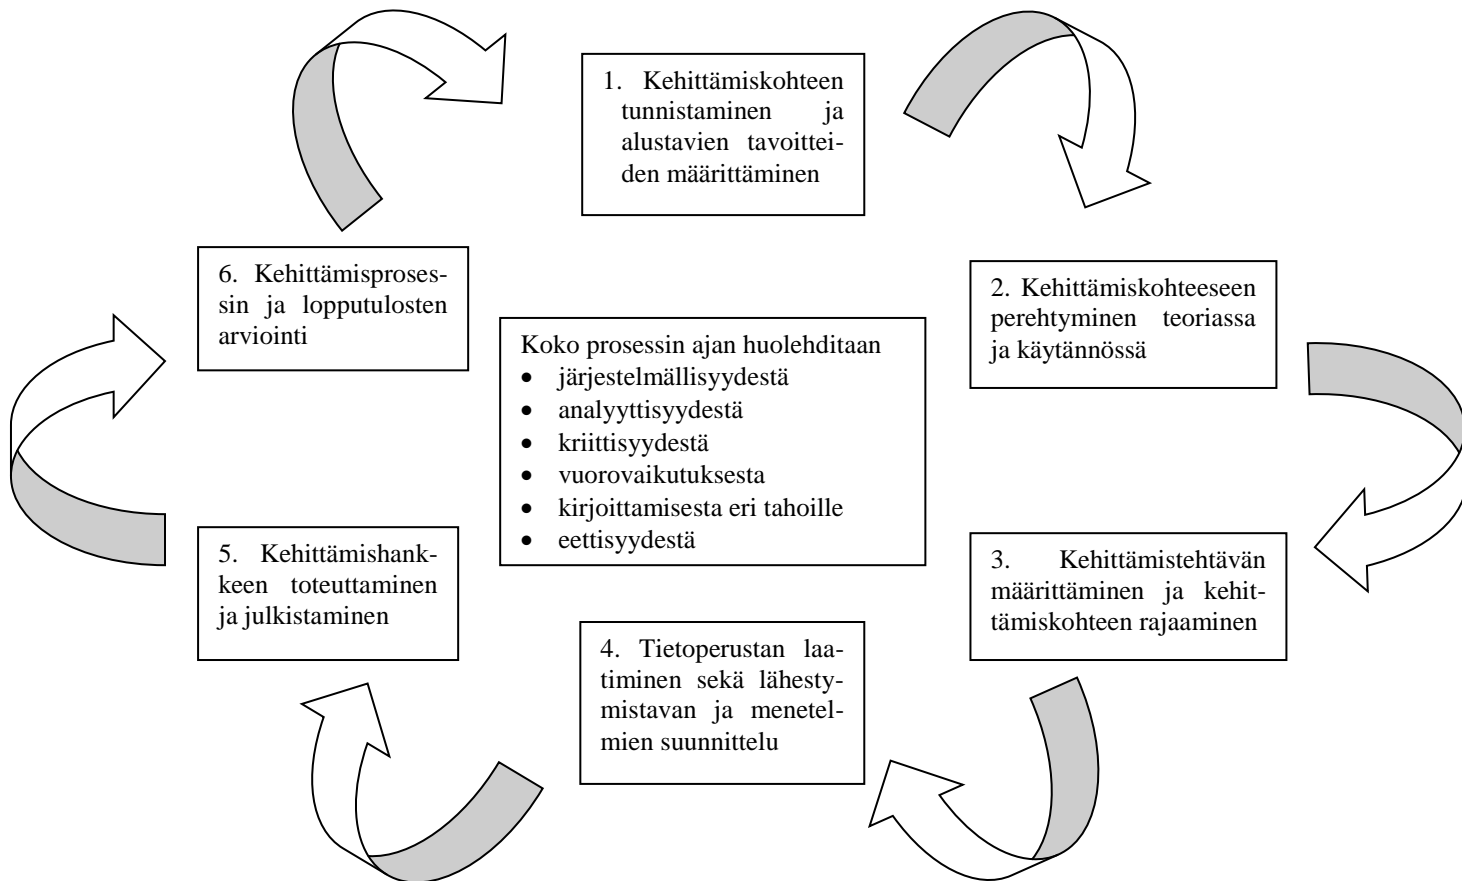 1. Kehittämiskohteen
tunnistaminen ja
alustavien tavoittei-
den määrittäminen
2. Kehittämiskohteeseen
perehtyminen teoriassa
ja käytännössä
3. Kehittämistehtävän
määrittäminen ja kehit-
tämiskohteen rajaaminen
4. Tietoperustan laa-
timinen sekä lähesty-
mistavan ja menetel-
mien suunnittelu
5. Kehittämishank-
keen toteuttaminen
ja julkistaminen
6. Kehittämisproses-
sin ja lopputulosten
arviointi
Koko prosessin ajan huolehditaan
• järjestelmällisyydestä
• analyyttisyydestä
• kriittisyydestä
• vuorovaikutuksesta
• kirjoittamisesta eri tahoille
• eettisyydestä